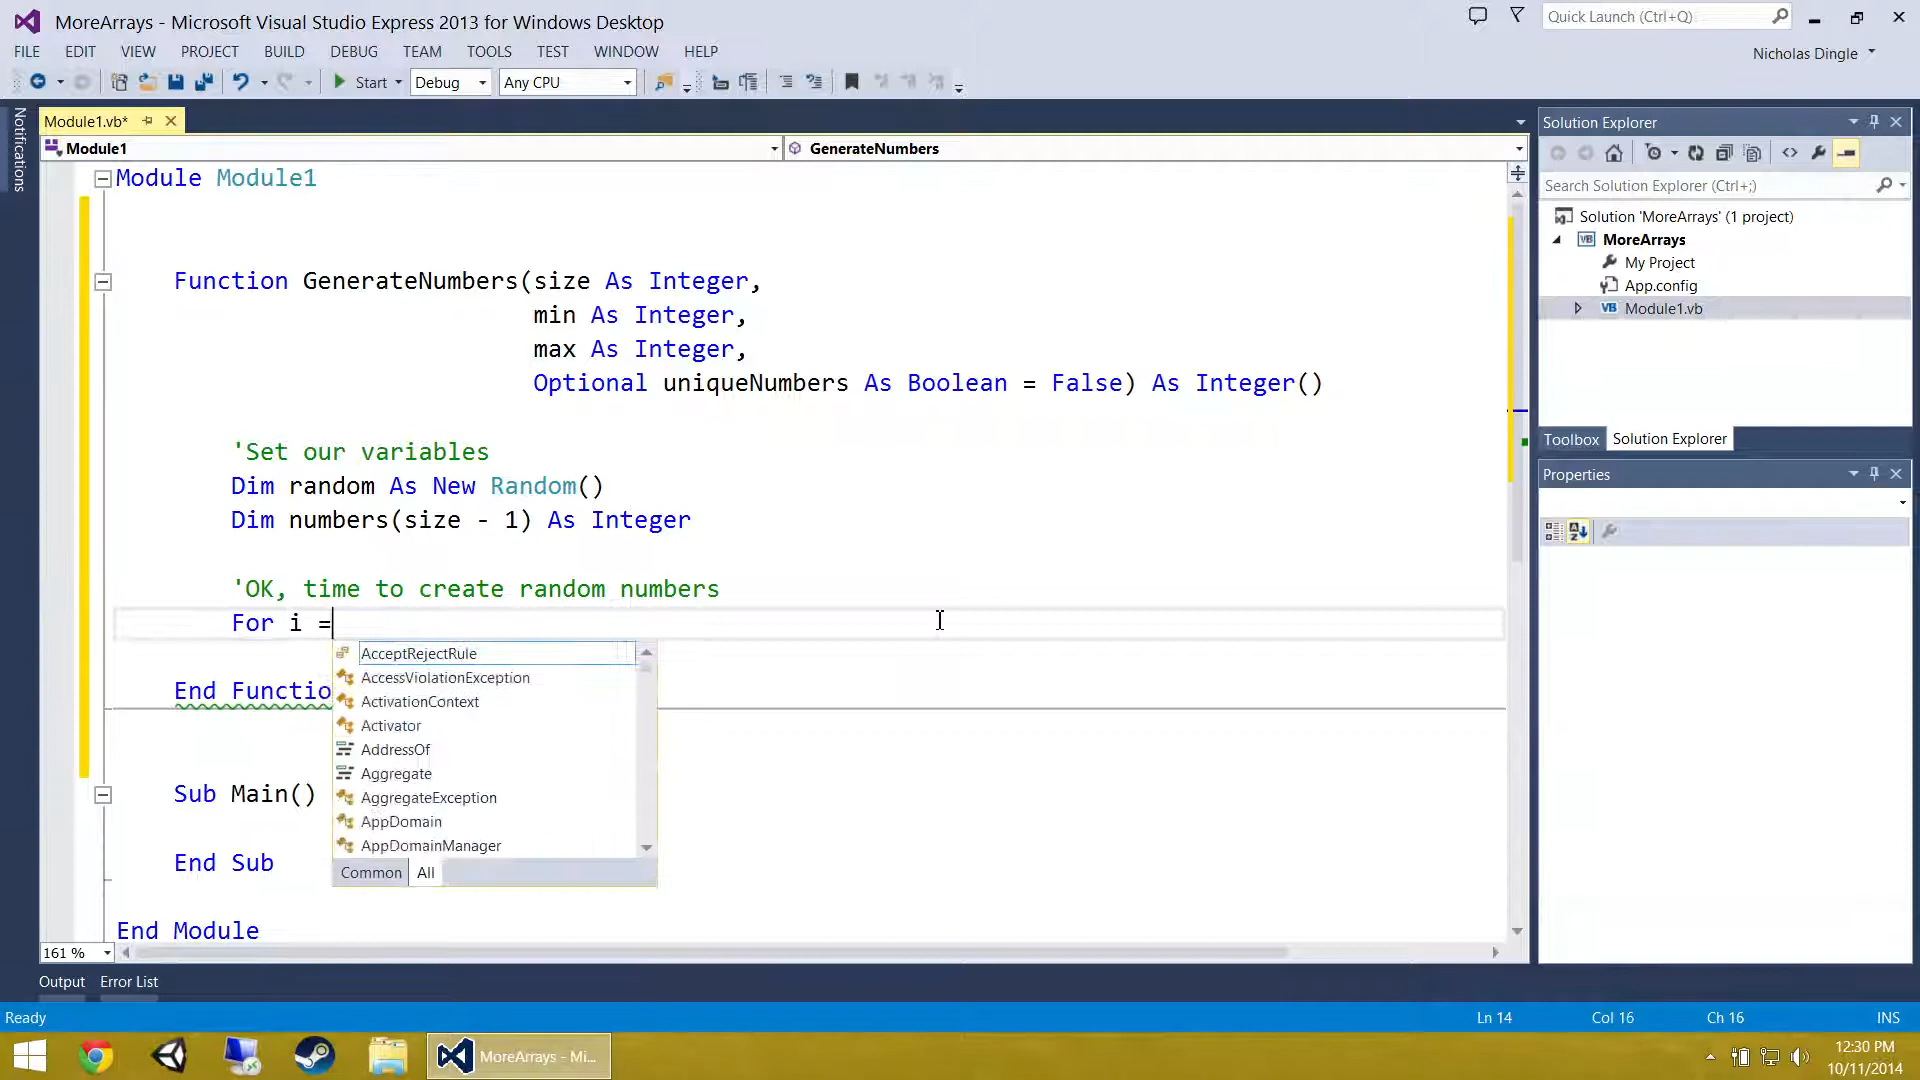 MoreArrays - Microsoft Visual Studio Express 2013 for Windows Desktop
Quick Launch (Ctrl+Q)
FILE EDIT VIEW PROJECT BUILD DEBUG TEAM TOOLS TEST WINDOW HELP
Nicholas Dingle
Start Debug Any CPU
Notifications
Module1.vb*
Module1
GenerateNumbers
Module Module1
Function GenerateNumbers(size As Integer,
min As Integer,
max As Integer,
Optional uniqueNumbers As Boolean = False) As Integer()
'Set our variables
Dim random As New Random()
Dim numbers(size - 1) As Integer
'OK, time to create random numbers
For i =
AcceptRejectRule
AccessViolationException
ActivationContext
Activator
AddressOf
Aggregate
AggregateException
AppDomain
AppDomainManager
Common All
End Functio
Sub Main()
End Sub
End Module
161 %
Solution Explorer
Search Solution Explorer (Ctrl+;)
Solution 'MoreArrays' (1 project)
VB MoreArrays
My Project
App.config
VB Module1.vb
Toolbox Solution Explorer
Properties
Output Error List
Ready
Ln 14 Col 16 Ch 16 INS
MoreArrays - Mi...
12:30 PM
10/11/2014